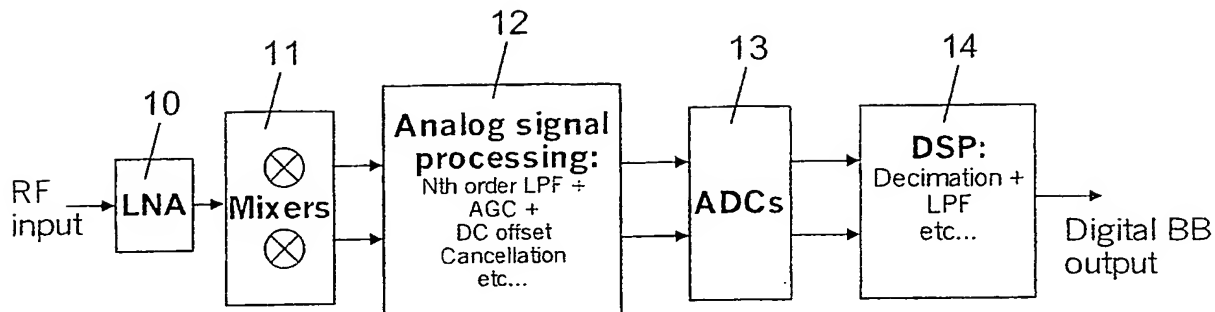 10
11
12
13
14
RF
input
LNA
Mixers
Analog signal
processing:
Nth order LPF ÷
AGC +
DC offset
Cancellation
etc...
ADCs
DSP:
Decimation +
LPF
etc...
Digital BB
output